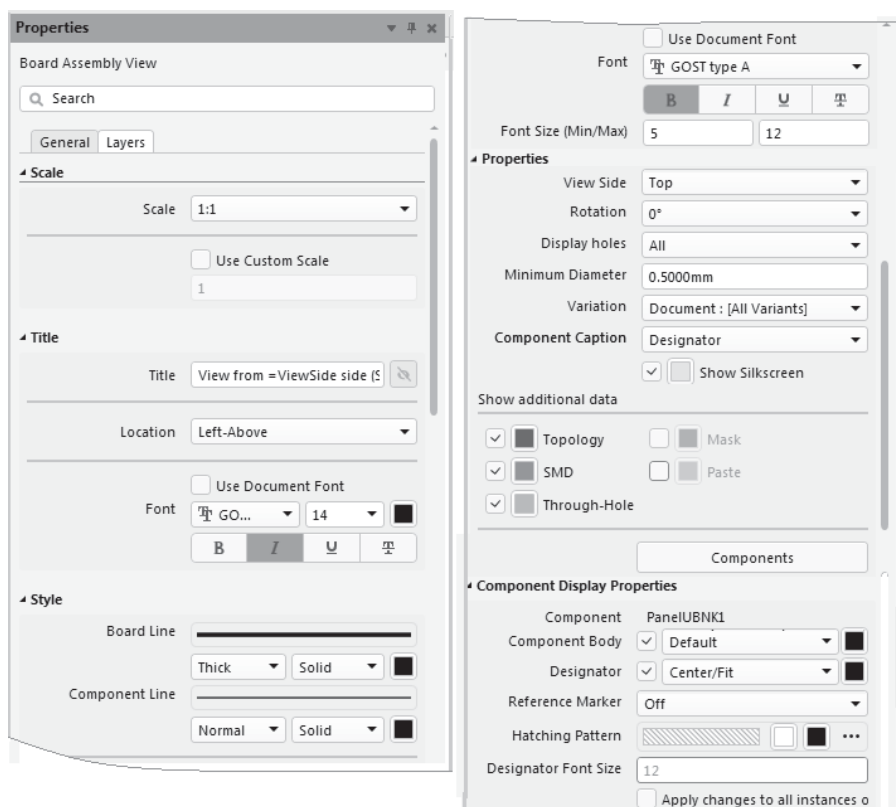 Properties
Board Assembly View
Search
General Layers
Scale
Scale 1:1
Use Custom Scale
1
Title
Title View from =ViewSide side (S
Location Left-Above
Use Document Font
Font GO... 14
B I U T
Style
Board Line
Thick Solid
Component Line
Normal Solid
Use Document Font
Font GOST type A
B I U T
Font Size (Min/Max) 5 12
Properties
View Side Top
Rotation 0°
Display holes All
Minimum Diameter 0.5000mm
Variation Document : [All Variants]
Component Caption Designator
Show Silkscreen
Show additional data
Topology Mask
SMD Paste
Through-Hole
Components
Component Display Properties
Component PanelUBNK1
Component Body Default
Designator Center/Fit
Reference Marker Off
Hatching Pattern ...
Designator Font Size 12
Apply changes to all instances o